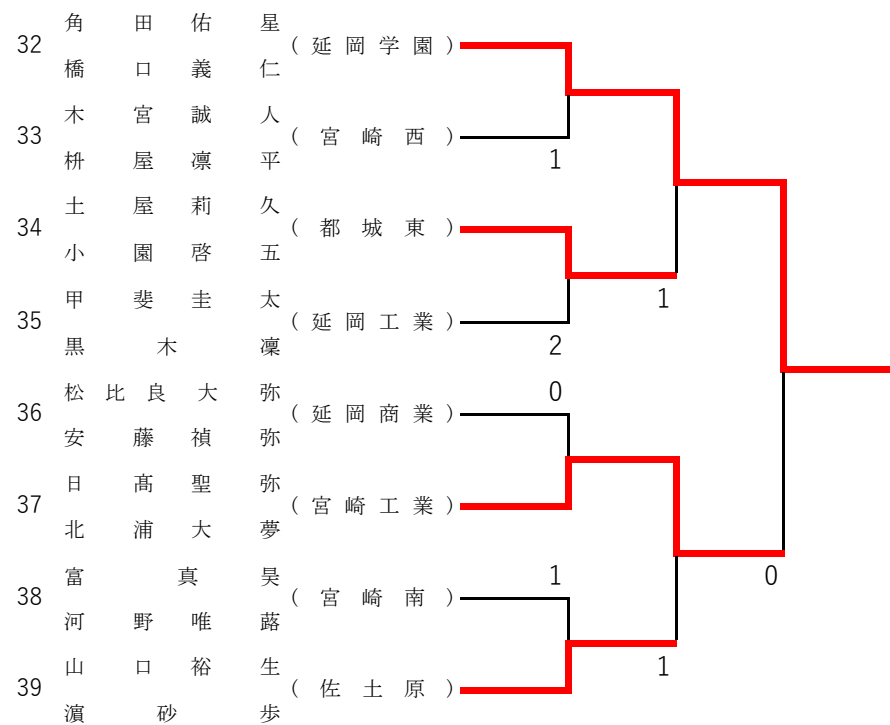 角田佑星
32 (延岡学園)
橋口義仁
木宮誠人
33 (宮崎西)
1
枡屋凛平
土屋莉久
34 (都城東)
小園啓五
1
甲斐圭太
35 (延岡工業)
2
黒木凜
0
松比良大弥
36 (延岡商業)
安藤禎弥
日髙聖弥
37 (宮崎工業)
北浦大夢
1
0
富真昊
38 (宮崎南)
河野唯蕗
1
山口裕生
39 (佐土原)
濵砂歩